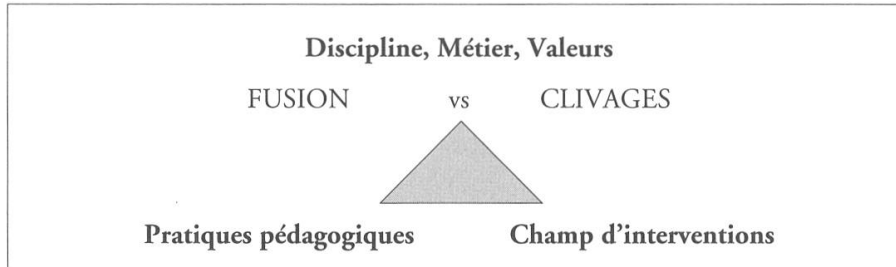 Discipline, Métier, Valeurs
FUSION vs CLIVAGES
Pratiques pédagogiques Champ d'interventions